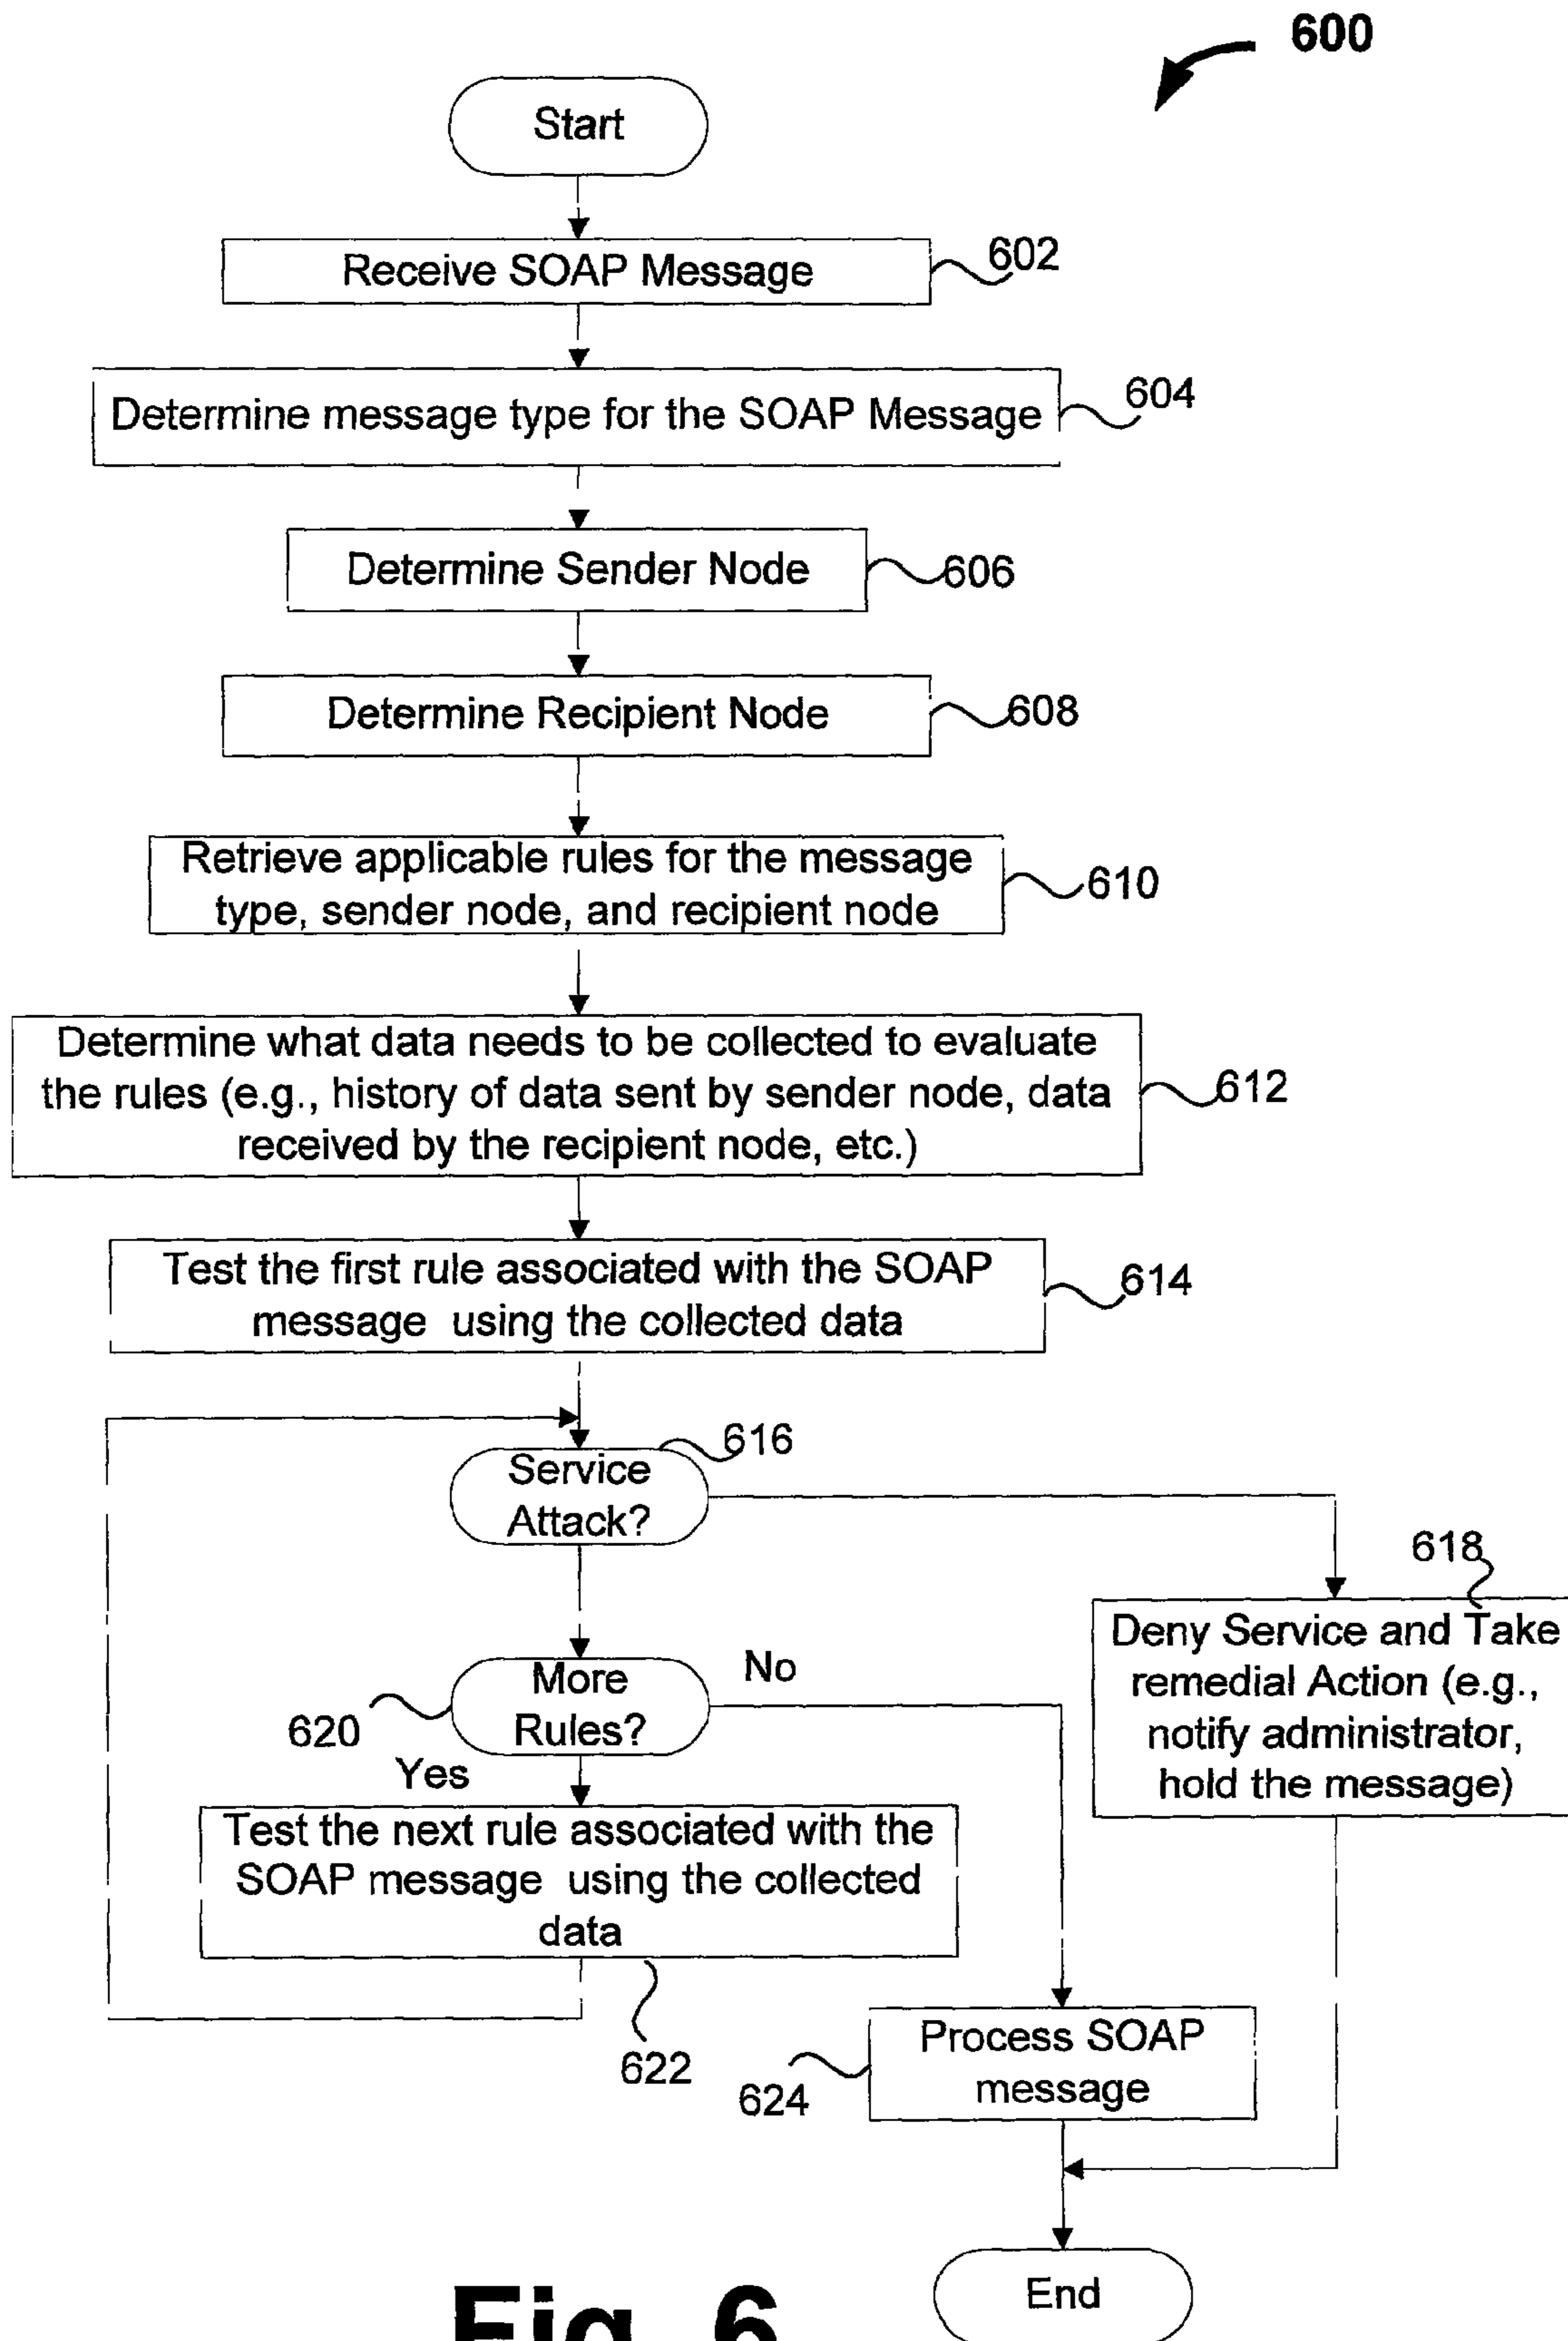 600
Start
Receive SOAP Message
602
Determine message type for the SOAP Message
604
Determine Sender Node
606
Determine Recipient Node
608
Retrieve applicable rules for the message
type, sender node, and recipient node
610
Determine what data needs to be collected to evaluate
the rules (e.g., history of data sent by sender node, data
received by the recipient node, etc.)
612
Test the first rule associated with the SOAP
message using the collected data
614
Service
Attack?
616
618
Deny Service and Take
remedial Action (e.g.,
notify administrator,
hold the message)
More
Rules?
No
620
Yes
Test the next rule associated with the
SOAP message using the collected
data
622
Process SOAP
message
624
End
Fig. 6